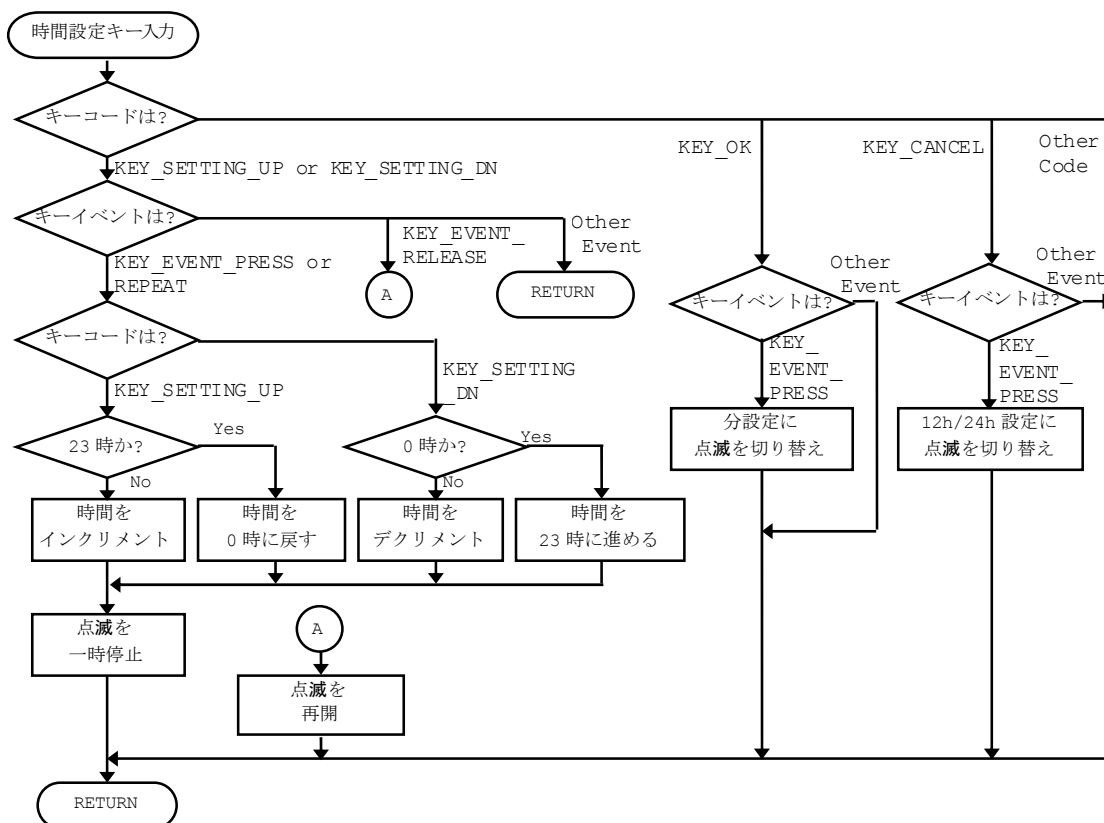 時間設定キー入力
キーコードは?
KEY_OK
KEY_CANCEL
Other
Code
KEY_SETTING_UP or KEY_SETTING_DN
キーイベントは?
KEY_EVENT_
RELEASE
Other
Event
KEY_EVENT_PRESS or
REPEAT
A
RETURN
Other
Event
キーイベントは?
Other
Event
キーイベントは?
キーコードは?
KEY_
EVENT_
PRESS
KEY_
EVENT_
PRESS
KEY_SETTING_UP
KEY_SETTING
_DN
分設定に
点滅を切り替え
12h/24h 設定に
点滅を切り替え
23 時か?
Yes
0 時か?
Yes
No
No
時間を
インクリメント
時間を
0 時に戻す
時間を
デクリメント
時間を
23 時に進める
点滅を
一時停止
A
点滅を
再開
RETURN